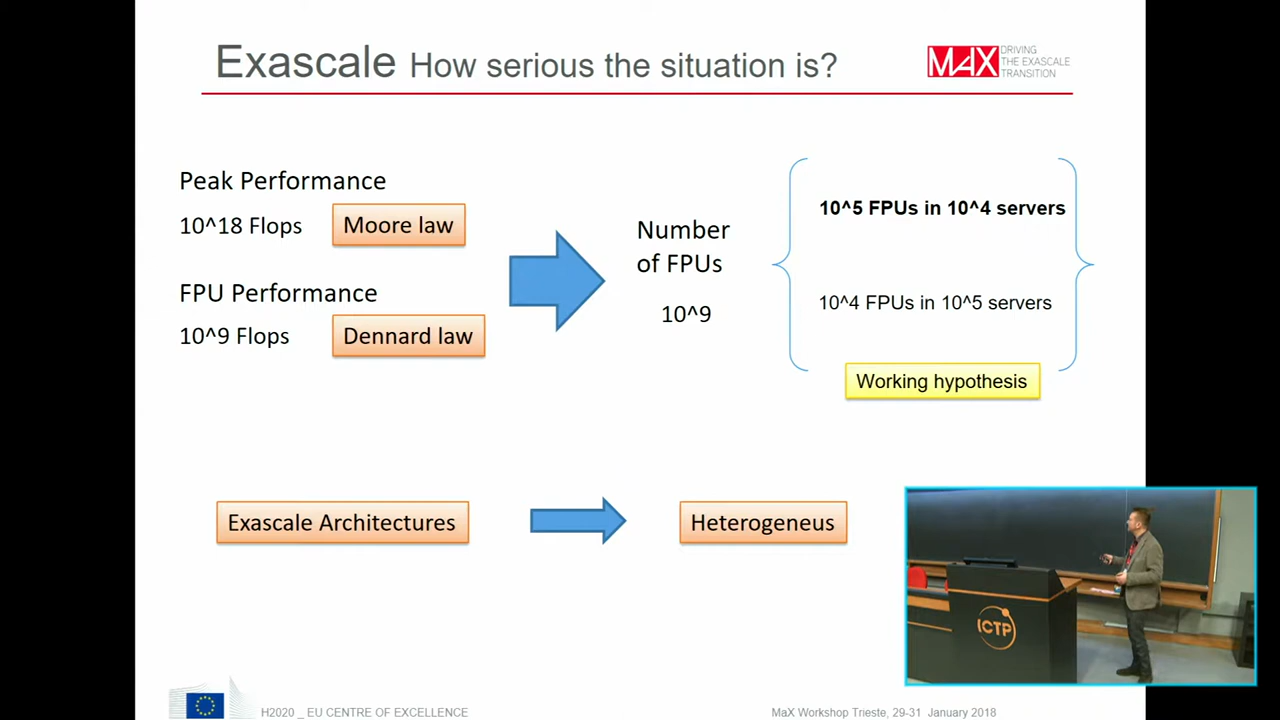 Exascale How serious the situation is?
MAX DRIVING
THE EXASCALE
TRANSITION
Peak Performance
10^18 Flops
Moore law
FPU Performance
10^9 Flops
Dennard law
Number
of FPUs
10^9
10^5 FPUs in 10^4 servers
10^4 FPUs in 10^5 servers
Working hypothesis
Exascale Architectures
Heterogeneus
ICTP
H2020 _ EU CENTRE OF EXCELLENCE
MaX Workshop Trieste, 29-31 January 2018